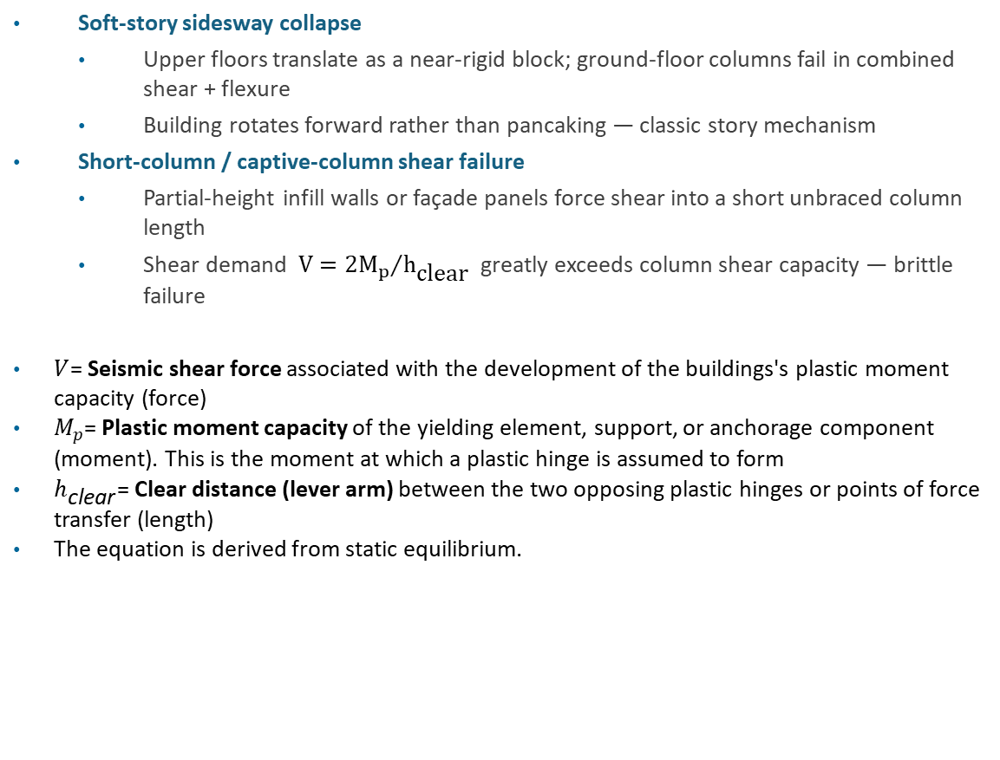 • Soft-story sidesway collapse
• Upper floors translate as a near-rigid block; ground-floor columns fail in combined
shear + flexure
• Building rotates forward rather than pancaking — classic story mechanism
• Short-column / captive-column shear failure
• Partial-height infill walls or façade panels force shear into a short unbraced column
length
• Shear demand V = 2M_p/h_clear greatly exceeds column shear capacity — brittle
failure
• V= Seismic shear force associated with the development of the buildings's plastic moment
capacity (force)
• M_p= Plastic moment capacity of the yielding element, support, or anchorage component
(moment). This is the moment at which a plastic hinge is assumed to form
• h_clear= Clear distance (lever arm) between the two opposing plastic hinges or points of force
transfer (length)
• The equation is derived from static equilibrium.